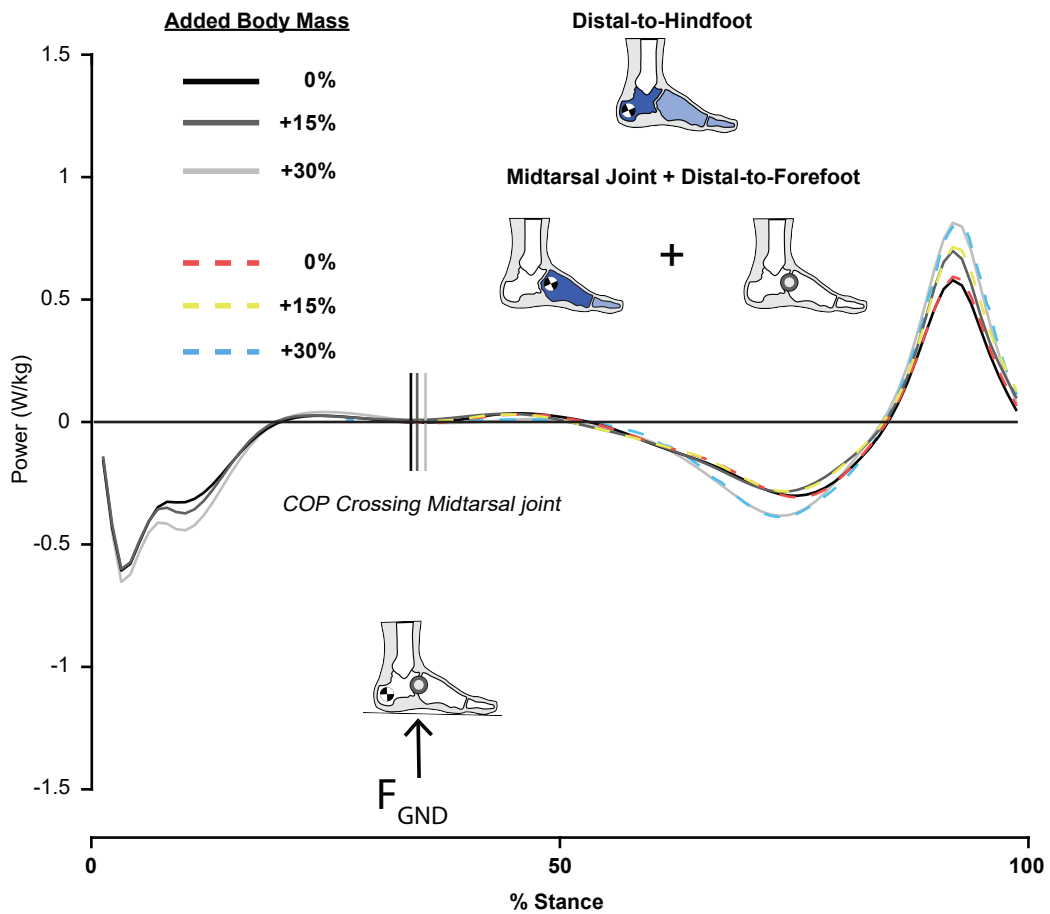 Added Body Mass
0%
+15%
+30%
0%
+15%
+30%
Distal-to-Hindfoot
Midtarsal Joint + Distal-to-Forefoot
+
1.5
1
0.5
0
-0.5
-1
-1.5
Power (W/kg)
COP Crossing Midtarsal joint
FGND
0
50
100
% Stance